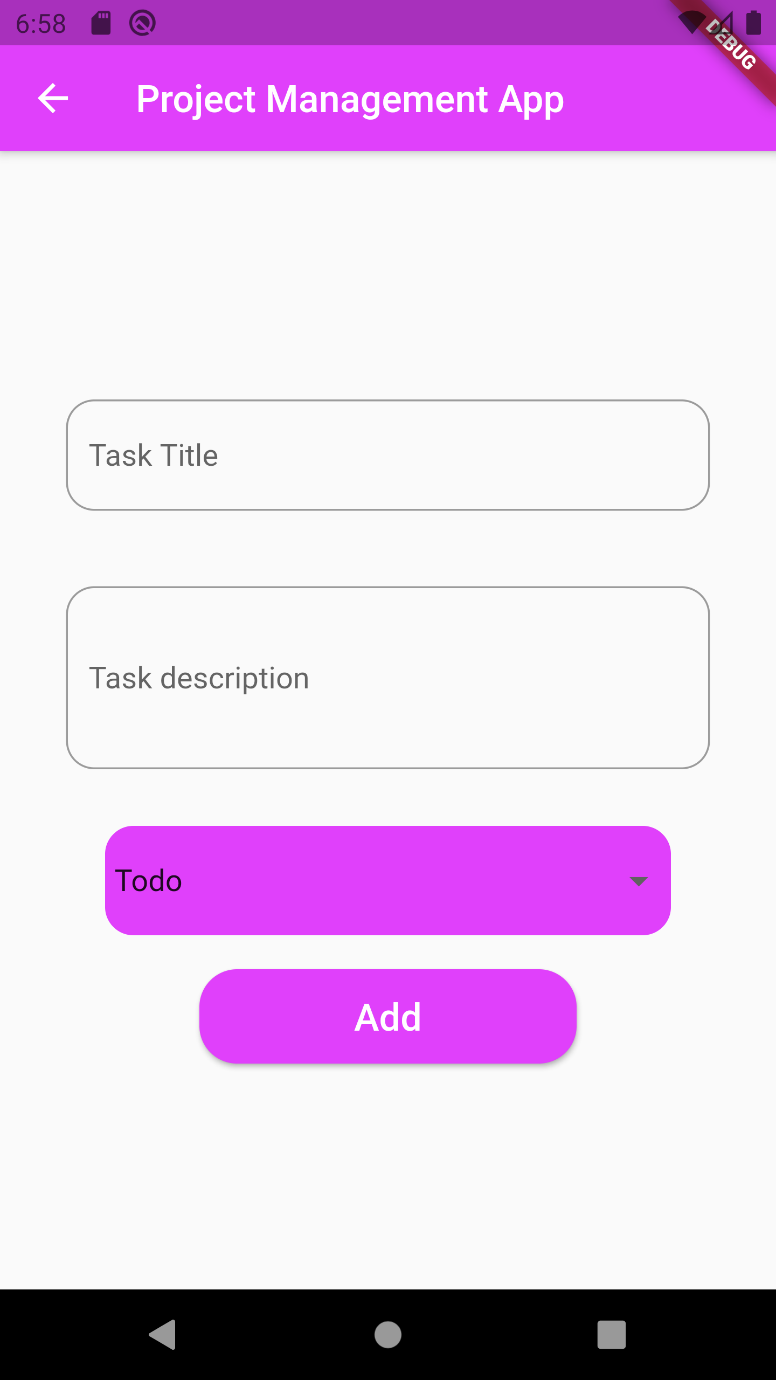 6:58
DEBUG
Project Management App
Task Title
Task description
Todo
Add